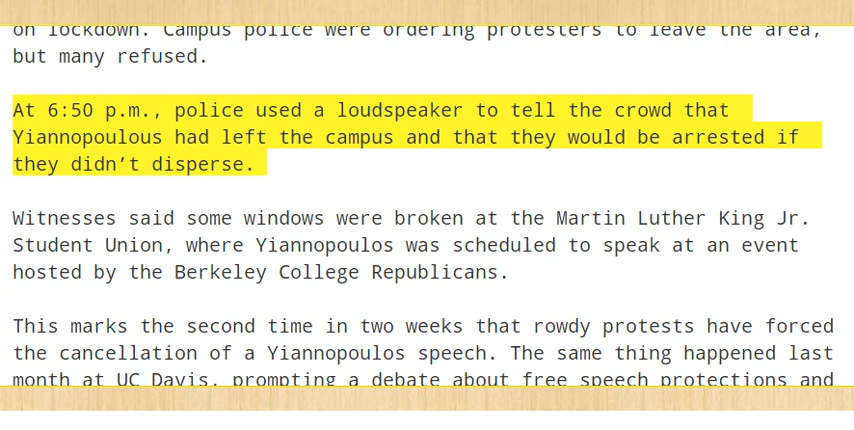 on lockdown. Campus police were ordering protesters to leave the area,
but many refused.
At 6:50 p.m., police used a loudspeaker to tell the crowd that
Yiannopoulous had left the campus and that they would be arrested if
they didn’t disperse.
Witnesses said some windows were broken at the Martin Luther King Jr.
Student Union, where Yiannopoulos was scheduled to speak at an event
hosted by the Berkeley College Republicans.
This marks the second time in two weeks that rowdy protests have forced
the cancellation of a Yiannopoulos speech. The same thing happened last
month at UC Davis, prompting a debate about free speech protections and